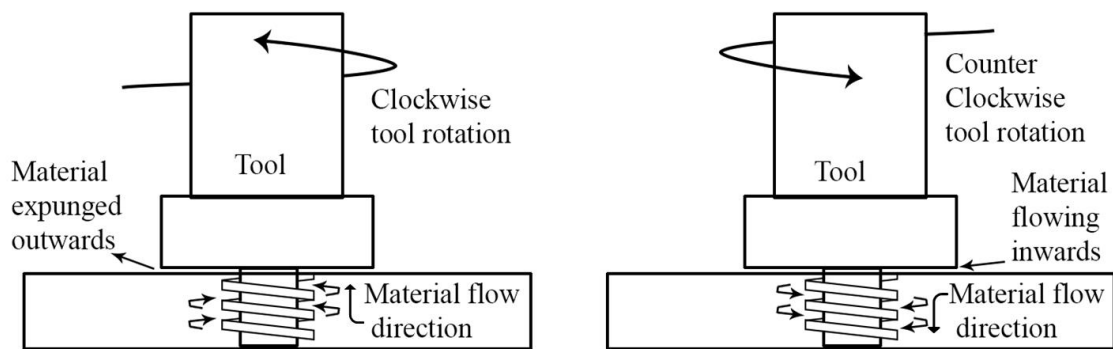 Clockwise
tool rotation
Tool
Material
expunged
outwards
Material flow
direction
Counter
Clockwise
tool rotation
Tool
Material
flowing
inwards
Material flow
direction